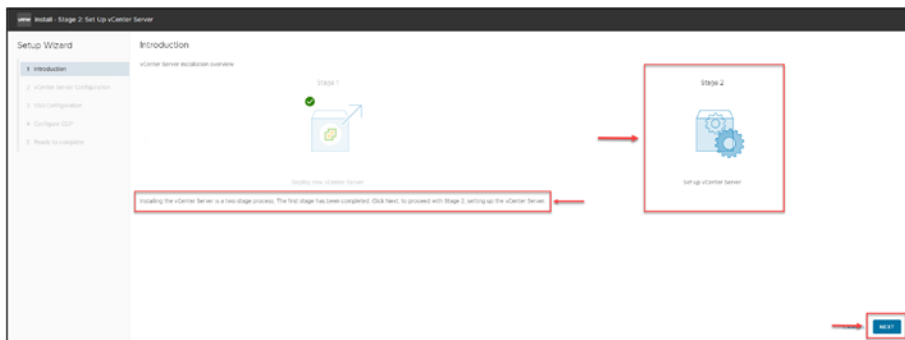 vmw Install - Stage 2: Set Up vCenter Server
Setup Wizard
1 Introduction
2 vCenter Server Configuration
3 SSO Configuration
4 Configure CEIP
5 Ready to complete
Introduction
vCenter Server installation overview
Stage 1
Deploy new vCenter Server
Stage 2
Set up vCenter Server
Installing the vCenter Server is a two stage process. The first stage has been completed. Click Next, to proceed with Stage 2, setting up the vCenter Server.
NEXT